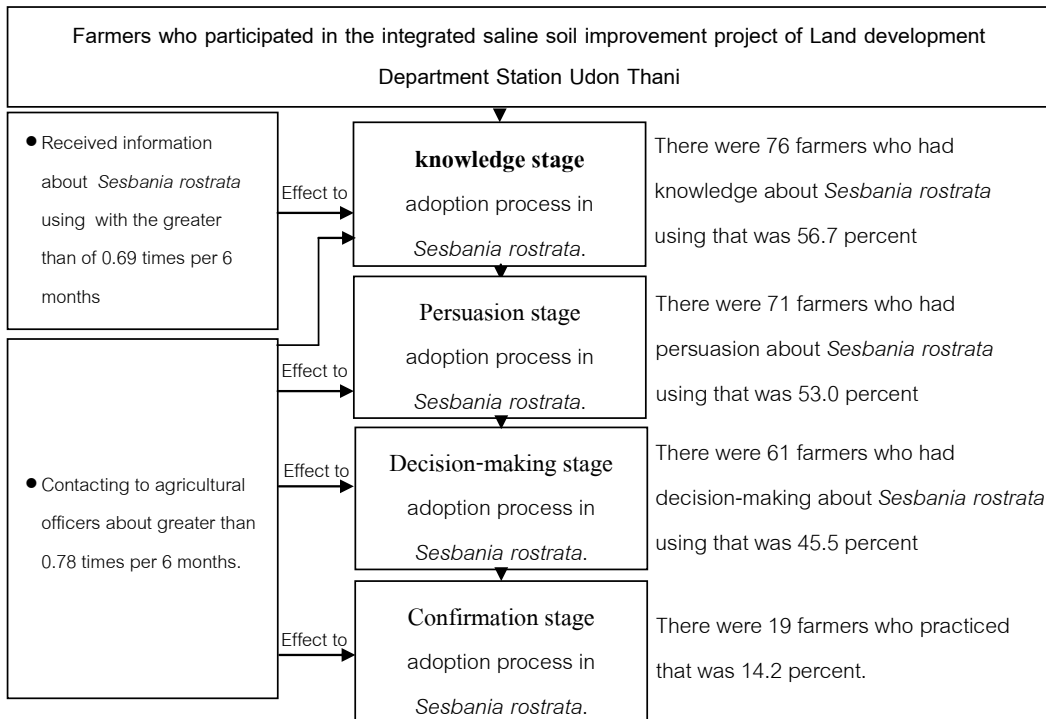 Farmers who participated in the integrated saline soil improvement project of Land development
Department Station Udon Thani
● Received information
about Sesbania rostrata
using with the greater
than of 0.69 times per 6
months
Effect to
knowledge stage
adoption process in
Sesbania rostrata.
There were 76 farmers who had
knowledge about Sesbania rostrata
using that was 56.7 percent
● Contacting to agricultural
officers about greater than
0.78 times per 6 months.
Effect to
Persuasion stage
adoption process in
Sesbania rostrata.
There were 71 farmers who had
persuasion about Sesbania rostrata
using that was 53.0 percent
Effect to
Decision-making stage
adoption process in
Sesbania rostrata.
There were 61 farmers who had
decision-making about Sesbania rostrata
using that was 45.5 percent
Effect to
Confirmation stage
adoption process in
Sesbania rostrata.
There were 19 farmers who practiced
that was 14.2 percent.